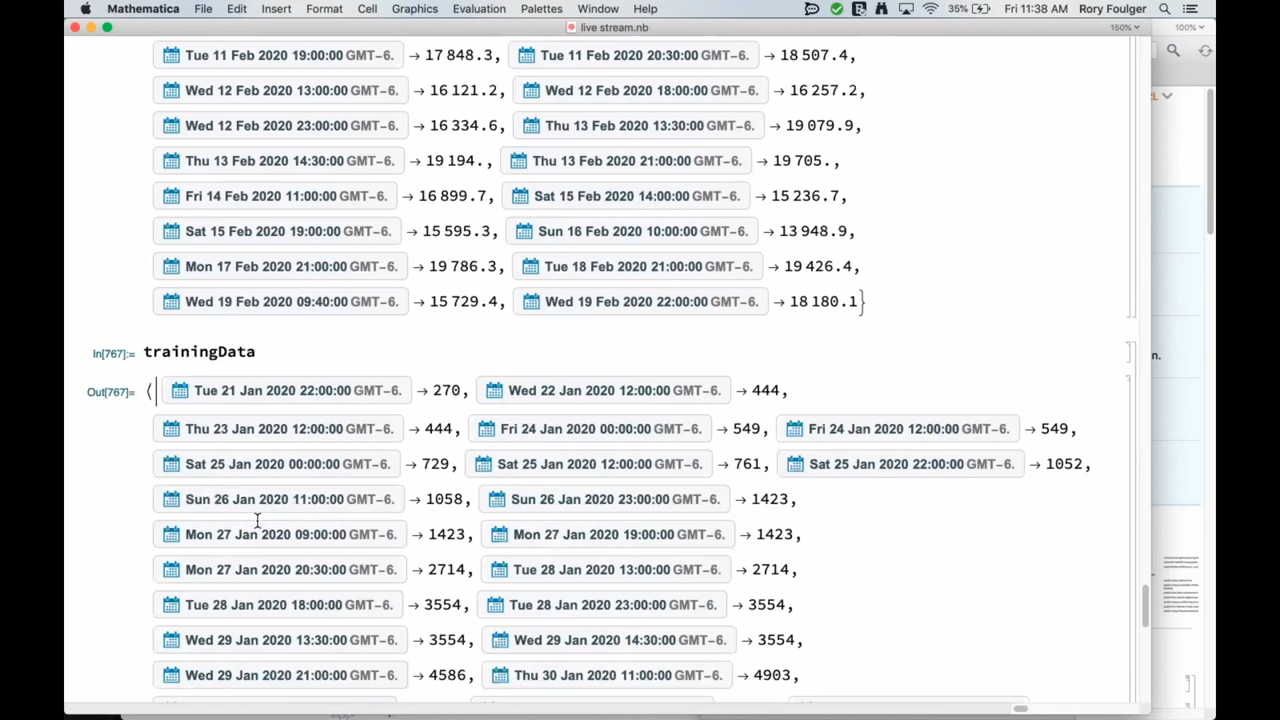 Mathematica File Edit Insert Format Cell Graphics Evaluation Palettes Window Help 35% Fri 11:38 AM Rory Foulger
live stream.nb 150% 100%
Tue 11 Feb 2020 19:00:00 GMT-6. → 17 848.3, Tue 11 Feb 2020 20:30:00 GMT-6. → 18 507.4,
Wed 12 Feb 2020 13:00:00 GMT-6. → 16 121.2, Wed 12 Feb 2020 18:00:00 GMT-6. → 16 257.2,
Wed 12 Feb 2020 23:00:00 GMT-6. → 16 334.6, Thu 13 Feb 2020 13:30:00 GMT-6. → 19 079.9,
Thu 13 Feb 2020 14:30:00 GMT-6. → 19 194., Thu 13 Feb 2020 21:00:00 GMT-6. → 19 705.,
Fri 14 Feb 2020 11:00:00 GMT-6. → 16 899.7, Sat 15 Feb 2020 14:00:00 GMT-6. → 15 236.7,
Sat 15 Feb 2020 19:00:00 GMT-6. → 15 595.3, Sun 16 Feb 2020 10:00:00 GMT-6. → 13 948.9,
Mon 17 Feb 2020 21:00:00 GMT-6. → 19 786.3, Tue 18 Feb 2020 21:00:00 GMT-6. → 19 426.4,
Wed 19 Feb 2020 09:40:00 GMT-6. → 15 729.4, Wed 19 Feb 2020 22:00:00 GMT-6. → 18 180.1}
In[767]:= trainingData
Out[767]= ⟨| Tue 21 Jan 2020 22:00:00 GMT-6. → 270, Wed 22 Jan 2020 12:00:00 GMT-6. → 444,
Thu 23 Jan 2020 12:00:00 GMT-6. → 444, Fri 24 Jan 2020 00:00:00 GMT-6. → 549, Fri 24 Jan 2020 12:00:00 GMT-6. → 549,
Sat 25 Jan 2020 00:00:00 GMT-6. → 729, Sat 25 Jan 2020 12:00:00 GMT-6. → 761, Sat 25 Jan 2020 22:00:00 GMT-6. → 1052,
Sun 26 Jan 2020 11:00:00 GMT-6. → 1058, Sun 26 Jan 2020 23:00:00 GMT-6. → 1423,
Mon 27 Jan 2020 09:00:00 GMT-6. → 1423, Mon 27 Jan 2020 19:00:00 GMT-6. → 1423,
Mon 27 Jan 2020 20:30:00 GMT-6. → 2714, Tue 28 Jan 2020 13:00:00 GMT-6. → 2714,
Tue 28 Jan 2020 18:00:00 GMT-6. → 3554, Tue 28 Jan 2020 23:00:00 GMT-6. → 3554,
Wed 29 Jan 2020 13:30:00 GMT-6. → 3554, Wed 29 Jan 2020 14:30:00 GMT-6. → 3554,
Wed 29 Jan 2020 21:00:00 GMT-6. → 4586, Thu 30 Jan 2020 11:00:00 GMT-6. → 4903,